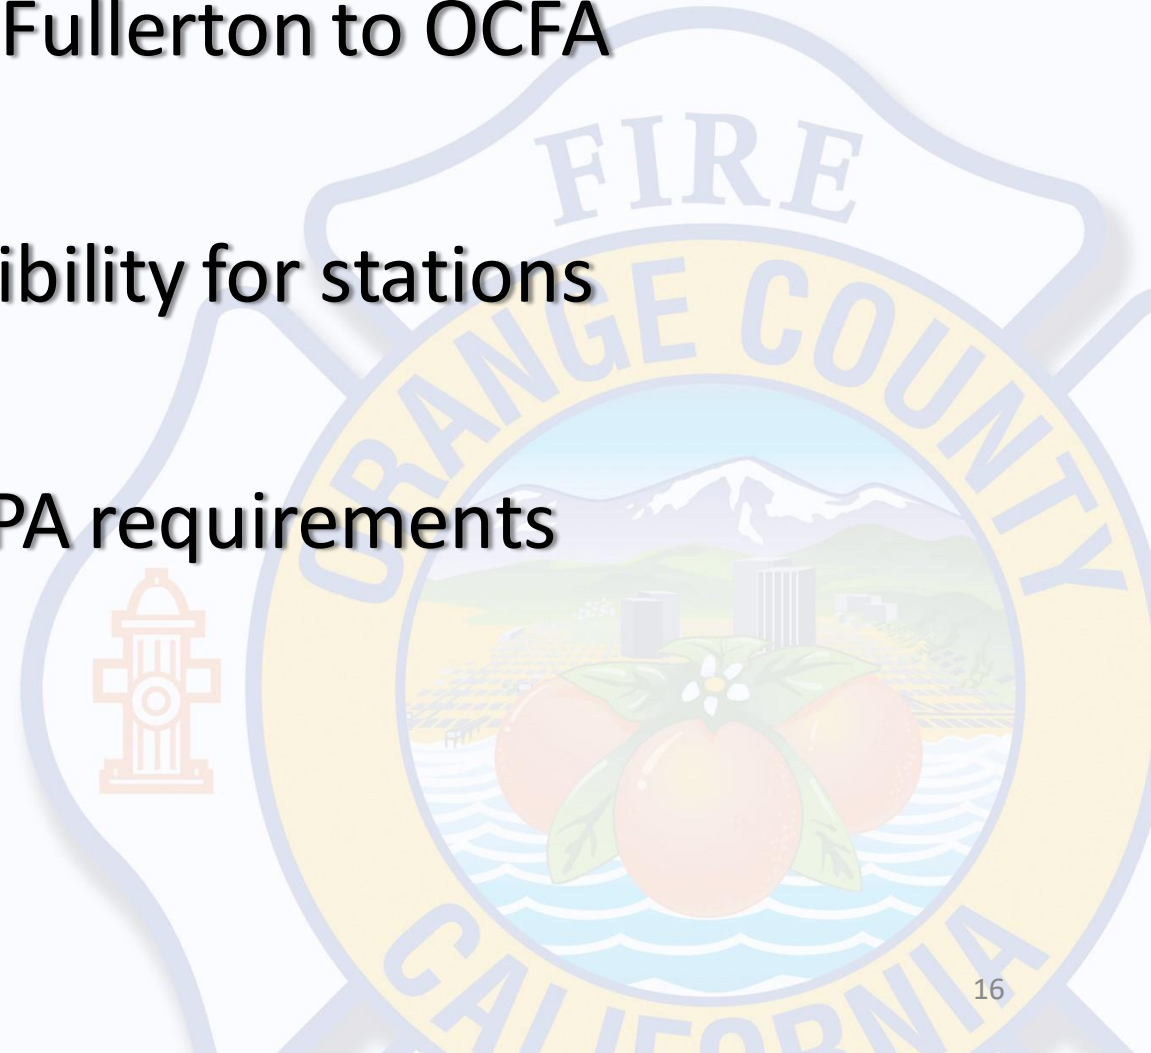 Fullerton to OCFA
FIRE
ibility for stations
ORANGE COUNTY
PA requirements
CALIFORNIA
16